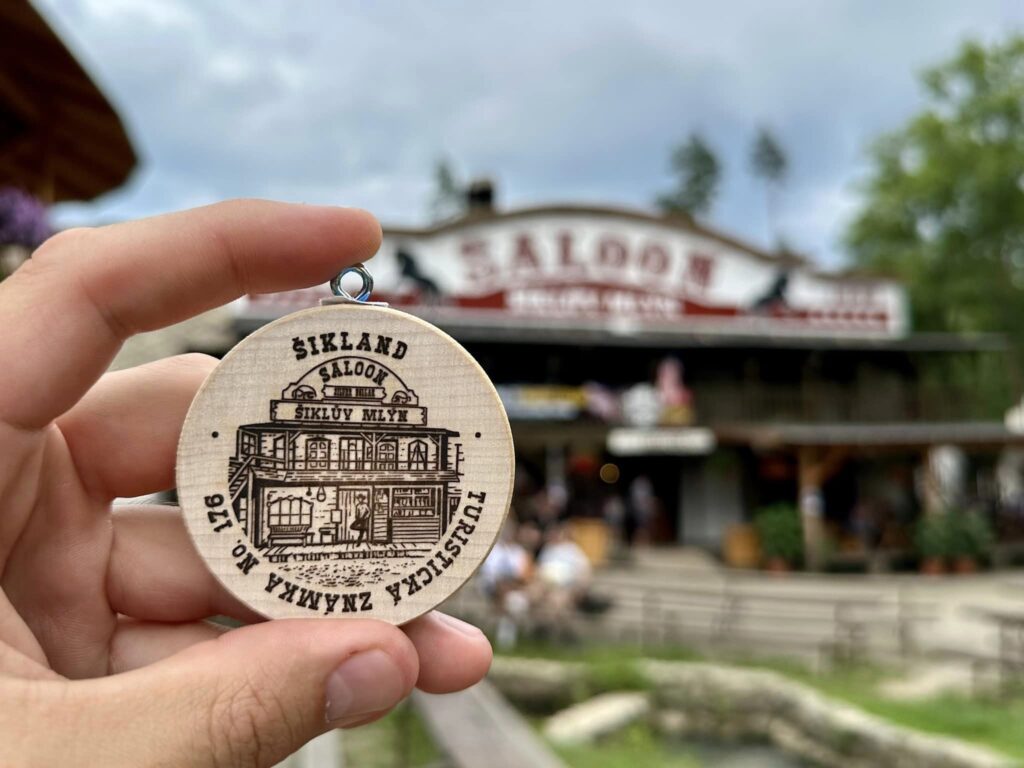 ŠIKLAND
SALOON
ŠIKLŮV MLÝN
TURISTICKÁ ZNÁMKA No 176
SALOON